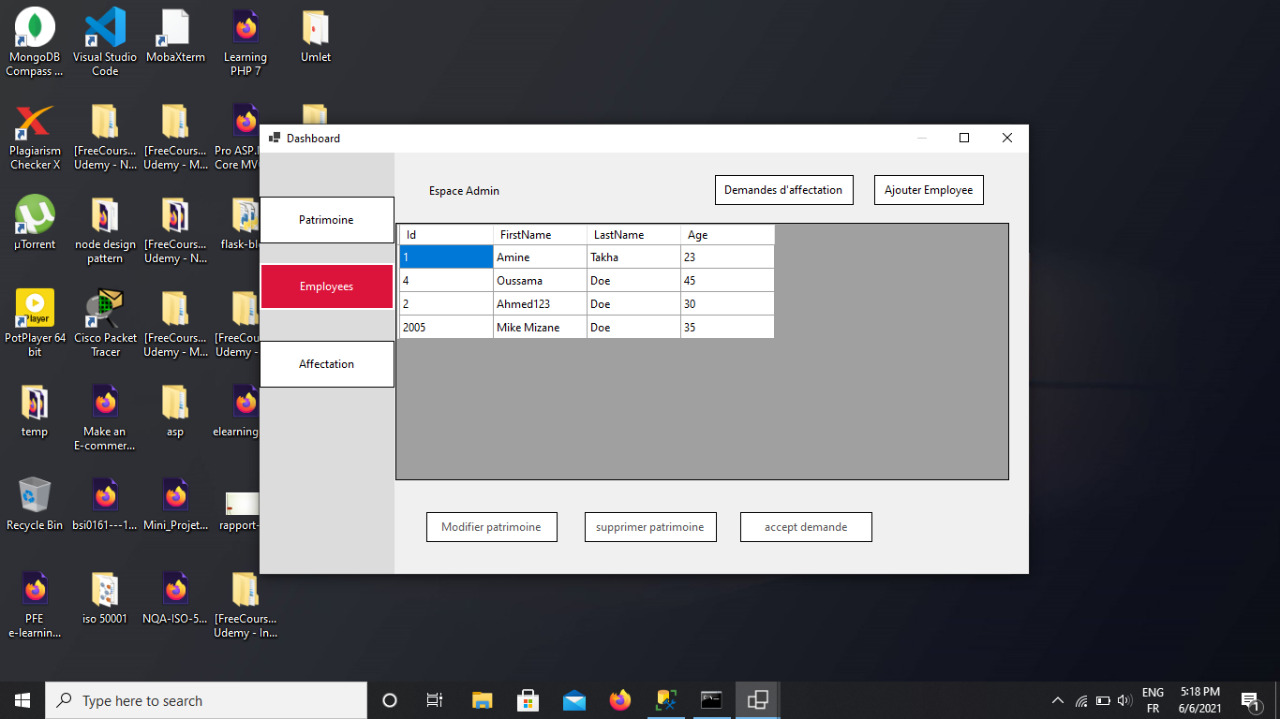 MongoDB
Compass ...
Visual Studio
Code
MobaXterm
Learning
PHP 7
Umlet
Plagiarism
Checker X
[FreeCours...
Udemy - N...
[FreeCours...
Udemy - M...
Pro ASP.
Core MV
µTorrent
node design
pattern
[FreeCours...
Udemy - N...
flask-bl
PotPlayer 64
bit
Player
Cisco Packet
Tracer
[FreeCours...
Udemy - M...
[FreeCour
Udemy -
temp
Make an
E-commer...
asp
elearning
Recycle Bin
bsi0161---1...
Mini_Projet...
rapport-
PFE
e-learnin...
iso 50001
NQA-ISO-5...
[FreeCours...
Udemy - In...
Dashboard
Espace Admin
Demandes d'affectation
Ajouter Employee
Patrimoine
Employees
Affectation
Id FirstName LastName Age
1 Amine Takha 23
4 Oussama Doe 45
2 Ahmed123 Doe 30
2005 Mike Mizane Doe 35
Modifier patrimoine
supprimer patrimoine
accept demande
Type here to search
ENG
FR
5:18 PM
6/6/2021
1